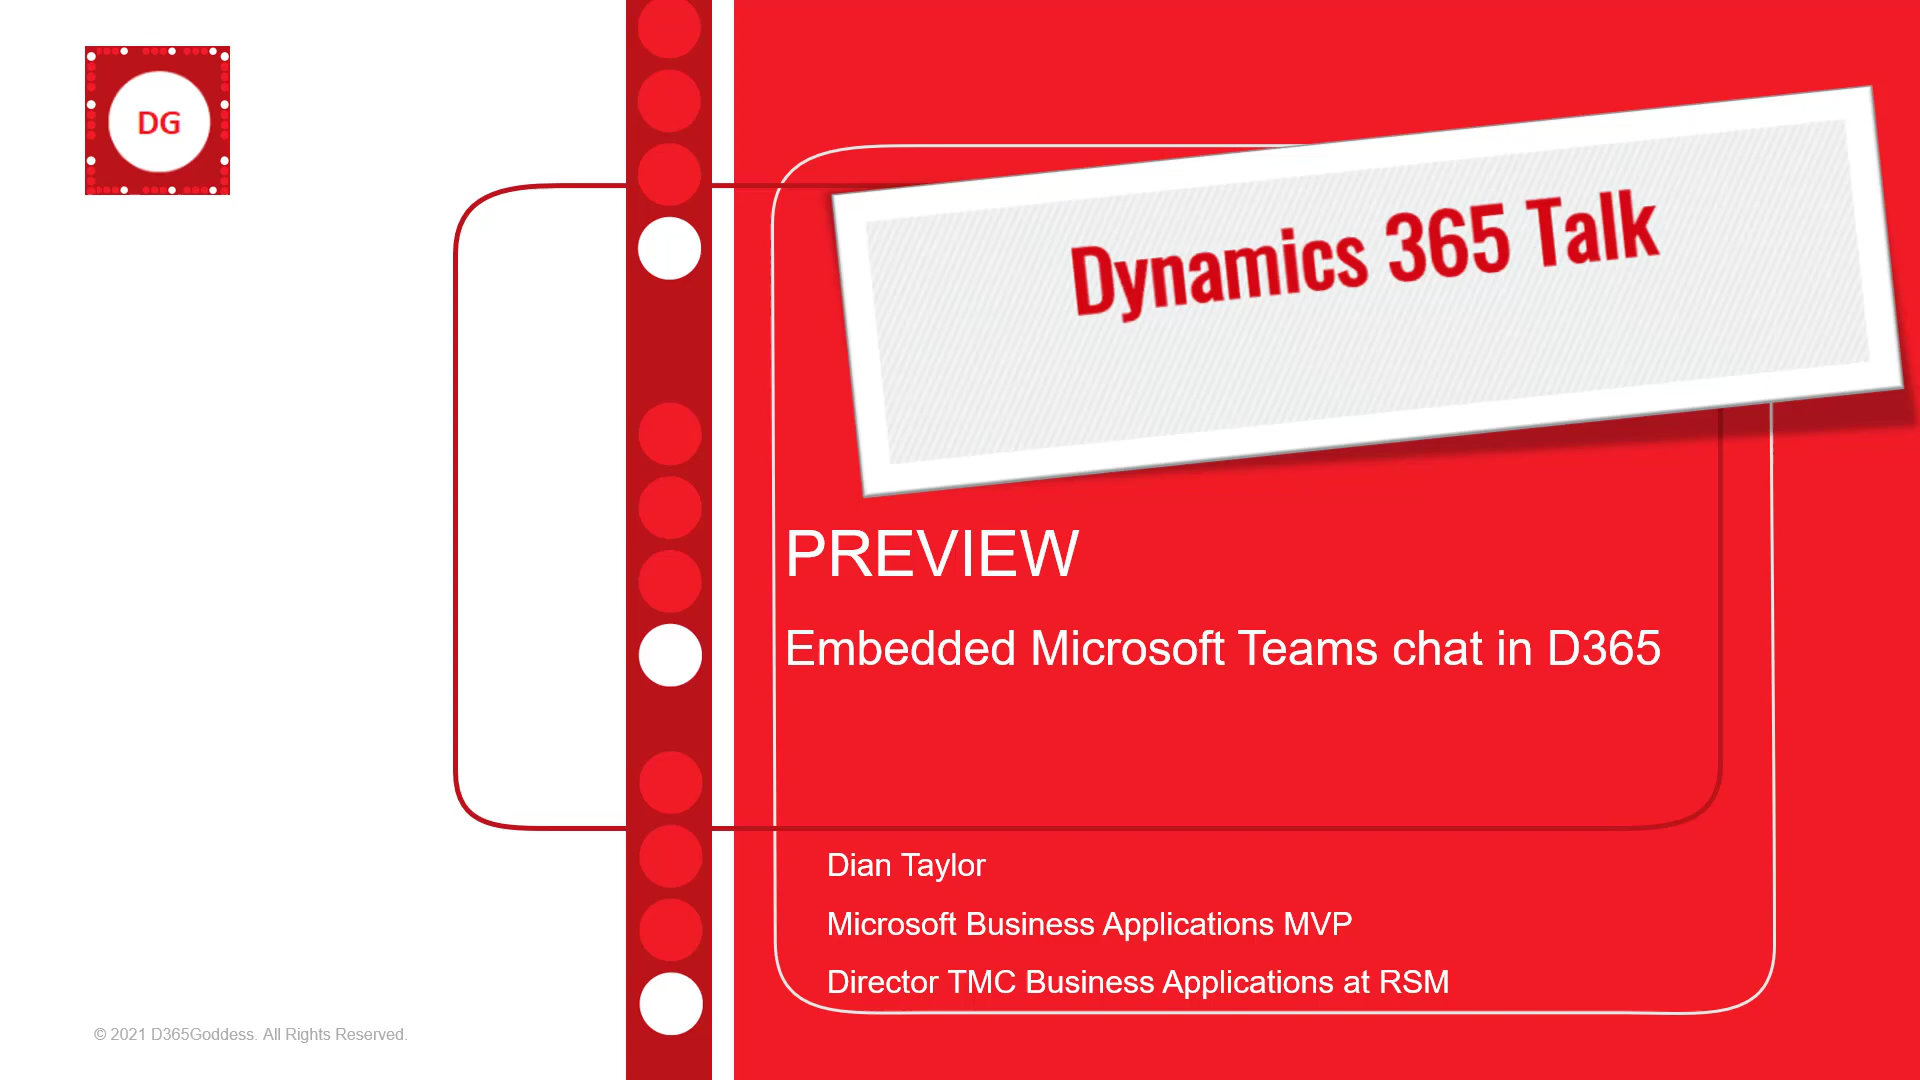 DG
Dynamics 365 Talk
PREVIEW
Embedded Microsoft Teams chat in D365
Dian Taylor
Microsoft Business Applications MVP
Director TMC Business Applications at RSM
© 2021 D365Goddess. All Rights Reserved.